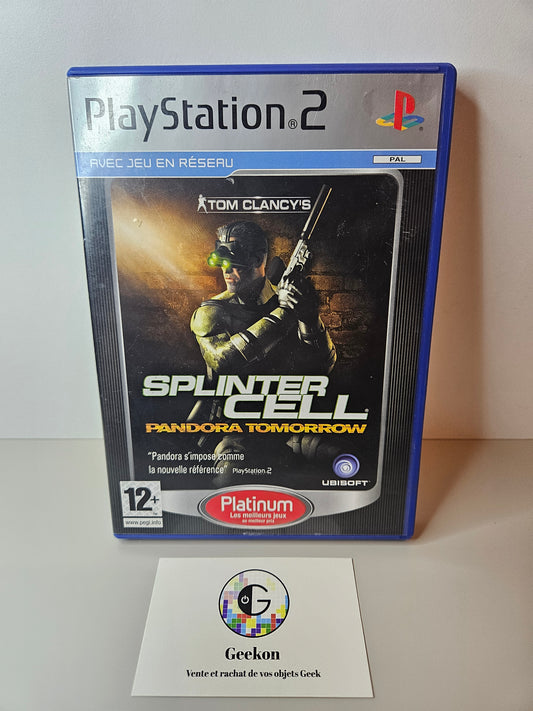 PlayStation®2
AVEC JEU EN RÉSEAU
PAL
TOM CLANCY'S
SPLINTER
CELL®
PANDORA TOMORROW
"Pandora s'impose comme
la nouvelle référence" PlayStation 2
UBISOFT
12+
www.pegi.info
Platinum
Les meilleurs jeux
au meilleur prix
G
Geekon
Vente et rachat de vos objets Geek